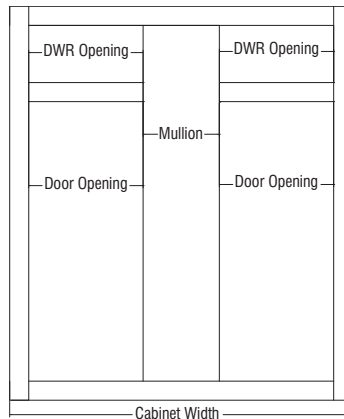 DWR Opening
DWR Opening
Mullion
Door Opening
Door Opening
Cabinet Width